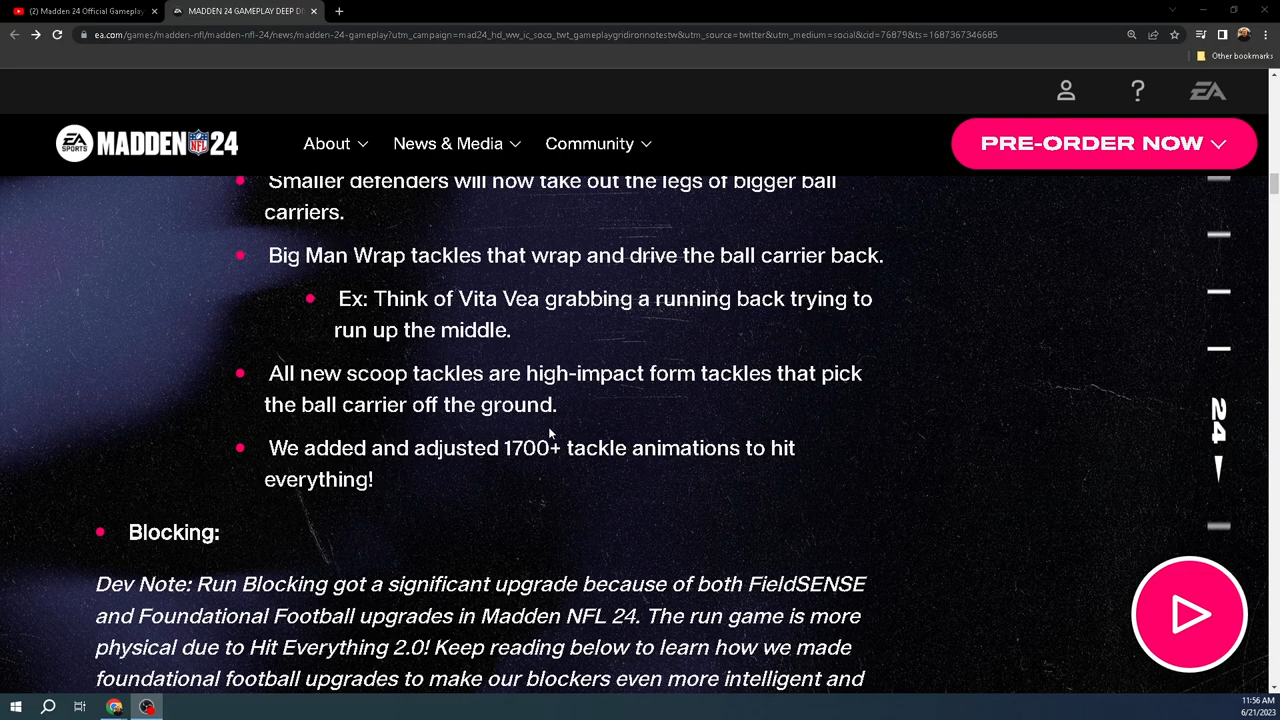 (2) Madden 24 Official Gameplay
MADDEN 24 GAMEPLAY DEEP DI
ea.com/games/madden-nfl/madden-nfl-24/news/madden-24-gameplay?utm_campaign=mad24_hd_ww_ic_soco_twt_gameplaygridironnotestw&utm_source=twitter&utm_medium=social&cid=76879&ts=1687367346685
Other bookmarks
EA
EA SPORTS MADDEN NFL 24
About
News & Media
Community
PRE-ORDER NOW
Smaller defenders will now take out the legs of bigger ball
carriers.
Big Man Wrap tackles that wrap and drive the ball carrier back.
Ex: Think of Vita Vea grabbing a running back trying to
run up the middle.
All new scoop tackles are high-impact form tackles that pick
the ball carrier off the ground.
We added and adjusted 1700+ tackle animations to hit
everything!
24
Blocking:
Dev Note: Run Blocking got a significant upgrade because of both FieldSENSE
and Foundational Football upgrades in Madden NFL 24. The run game is more
physical due to Hit Everything 2.0! Keep reading below to learn how we made
foundational football upgrades to make our blockers even more intelligent and
11:56 AM
6/21/2023